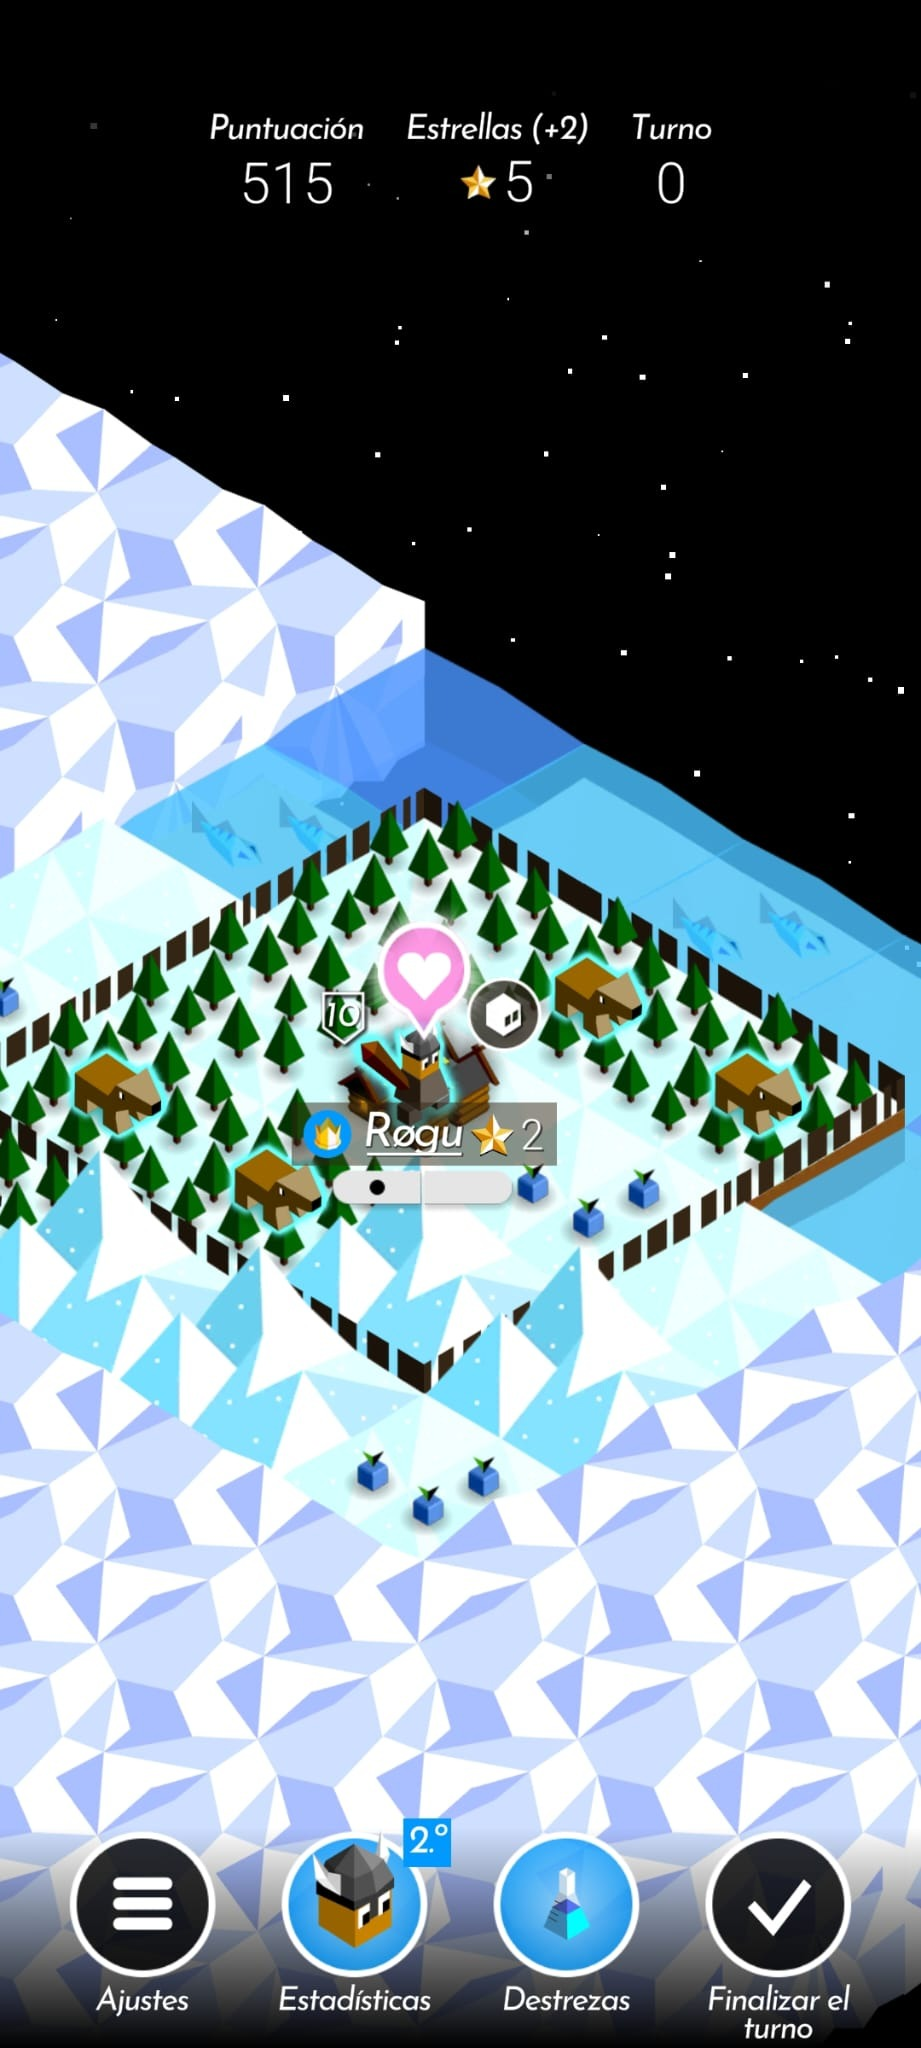 Puntuación Estrellas (+2) Turno
515 5 0
10
Røgu 2
2.º
Ajustes Estadísticas Destrezas Finalizar el
turno